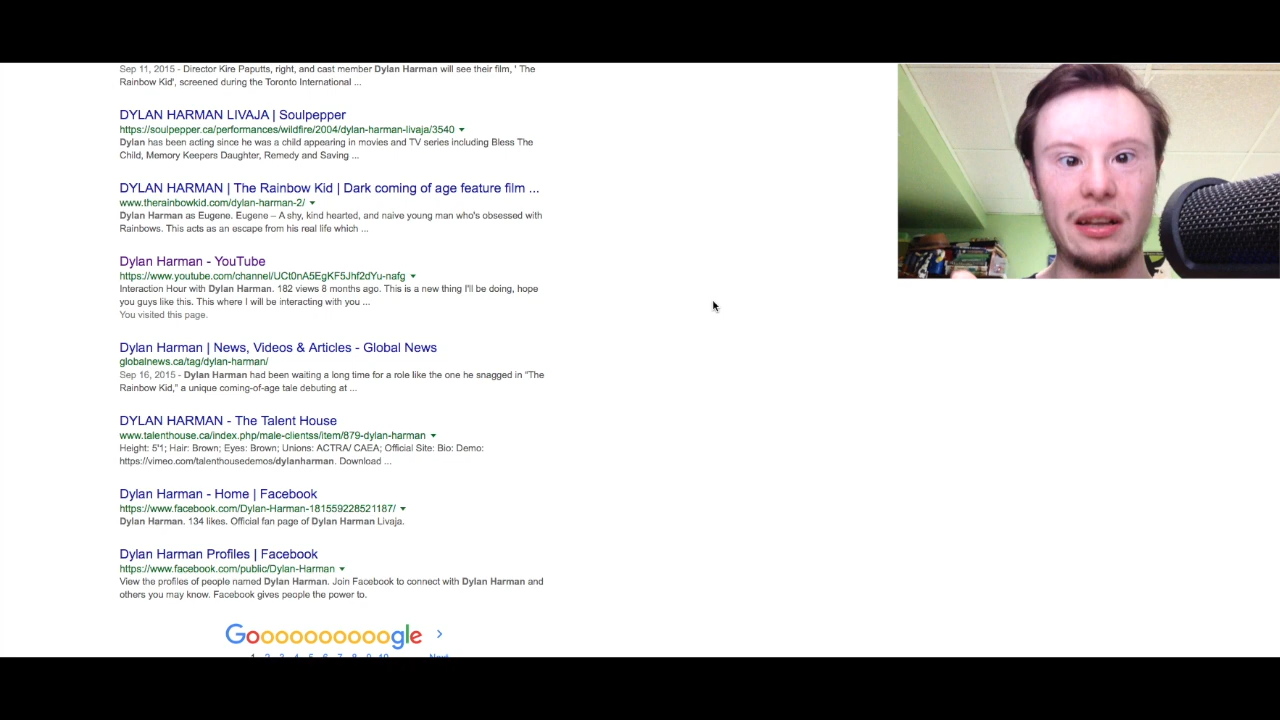 Sep 11, 2015 - Director Kire Paputts, right, and cast member Dylan Harman will see their film, ' The
Rainbow Kid', screened during the Toronto International ...
DYLAN HARMAN LIVAJA | Soulpepper
https://soulpepper.ca/performances/wildfire/2004/dylan-harman-livaja/3540
Dylan has been acting since he was a child appearing in movies and TV series including Bless The
Child, Memory Keepers Daughter, Remedy and Saving ...
DYLAN HARMAN | The Rainbow Kid | Dark coming of age feature film ...
www.therainbowkid.com/dylan-harman-2/
Dylan Harman as Eugene. Eugene – A shy, kind hearted, and naive young man who's obsessed with
Rainbows. This acts as an escape from his real life which ...
Dylan Harman - YouTube
https://www.youtube.com/channel/UCt0nA5EgKF5Jhf2dYu-nafg
Interaction Hour with Dylan Harman. 182 views 8 months ago. This is a new thing I'll be doing, hope
you guys like this. This where I will be interacting with you ...
You visited this page.
Dylan Harman | News, Videos & Articles - Global News
globalnews.ca/tag/dylan-harman/
Sep 16, 2015 - Dylan Harman had been waiting a long time for a role like the one he snagged in "The
Rainbow Kid," a unique coming-of-age tale debuting at ...
DYLAN HARMAN - The Talent House
www.talenthouse.ca/index.php/male-clientss/item/879-dylan-harman
Height: 5'1; Hair: Brown; Eyes: Brown; Unions: ACTRA/ CAEA; Official Site: Bio: Demo:
https://vimeo.com/talenthousedemos/dylanharman. Download ...
Dylan Harman - Home | Facebook
https://www.facebook.com/Dylan-Harman-181559228521187/
Dylan Harman. 134 likes. Official fan page of Dylan Harman Livaja.
Dylan Harman Profiles | Facebook
https://www.facebook.com/public/Dylan-Harman
View the profiles of people named Dylan Harman. Join Facebook to connect with Dylan Harman and
others you may know. Facebook gives people the power to.
Goooooooooogle >
1 2 3 4 5 6 7 8 9 10 Next